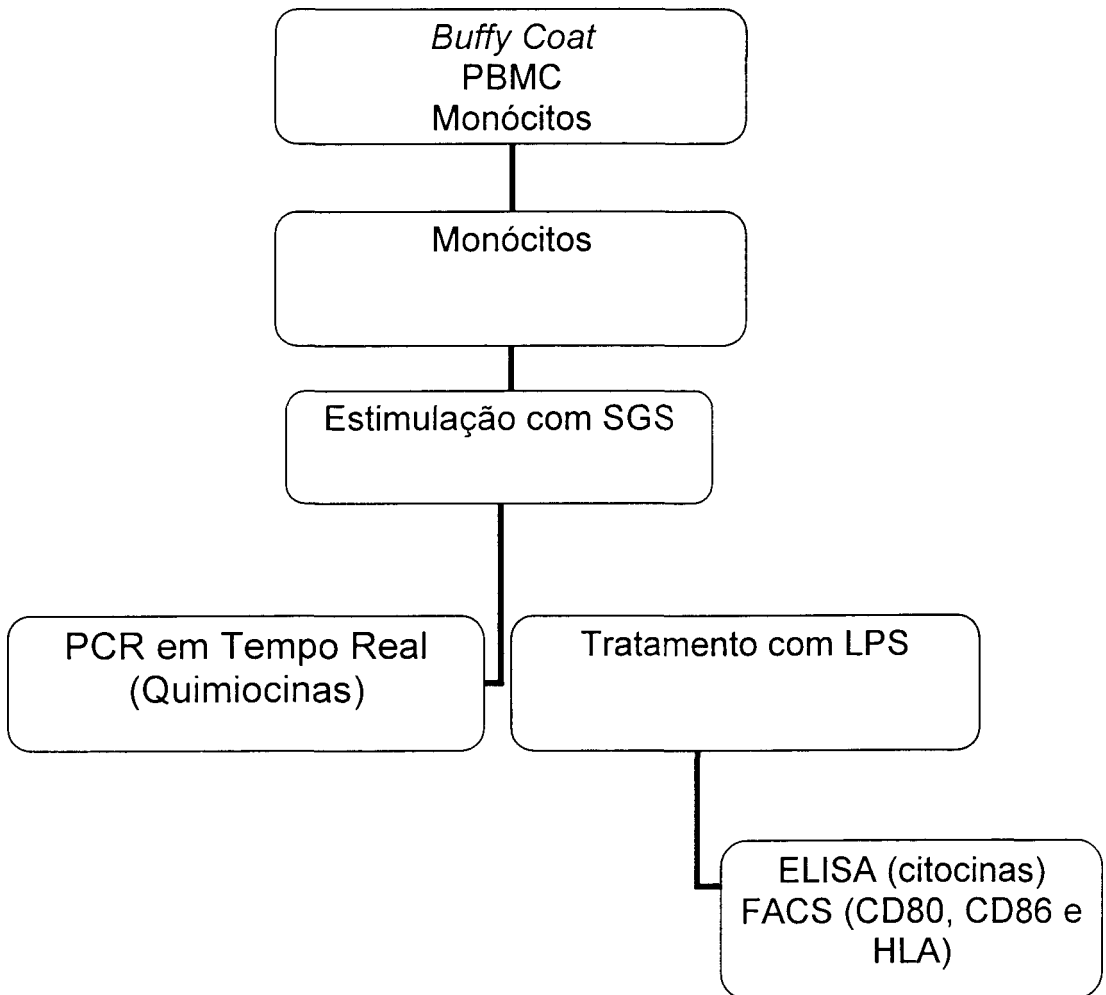 Buffy Coat
PBMC
Monócitos
Monócitos
Estimulação com SGS
PCR em Tempo Real
(Quimiocinas)
Tratamento com LPS
ELISA (citocinas)
FACS (CD80, CD86 e
HLA)